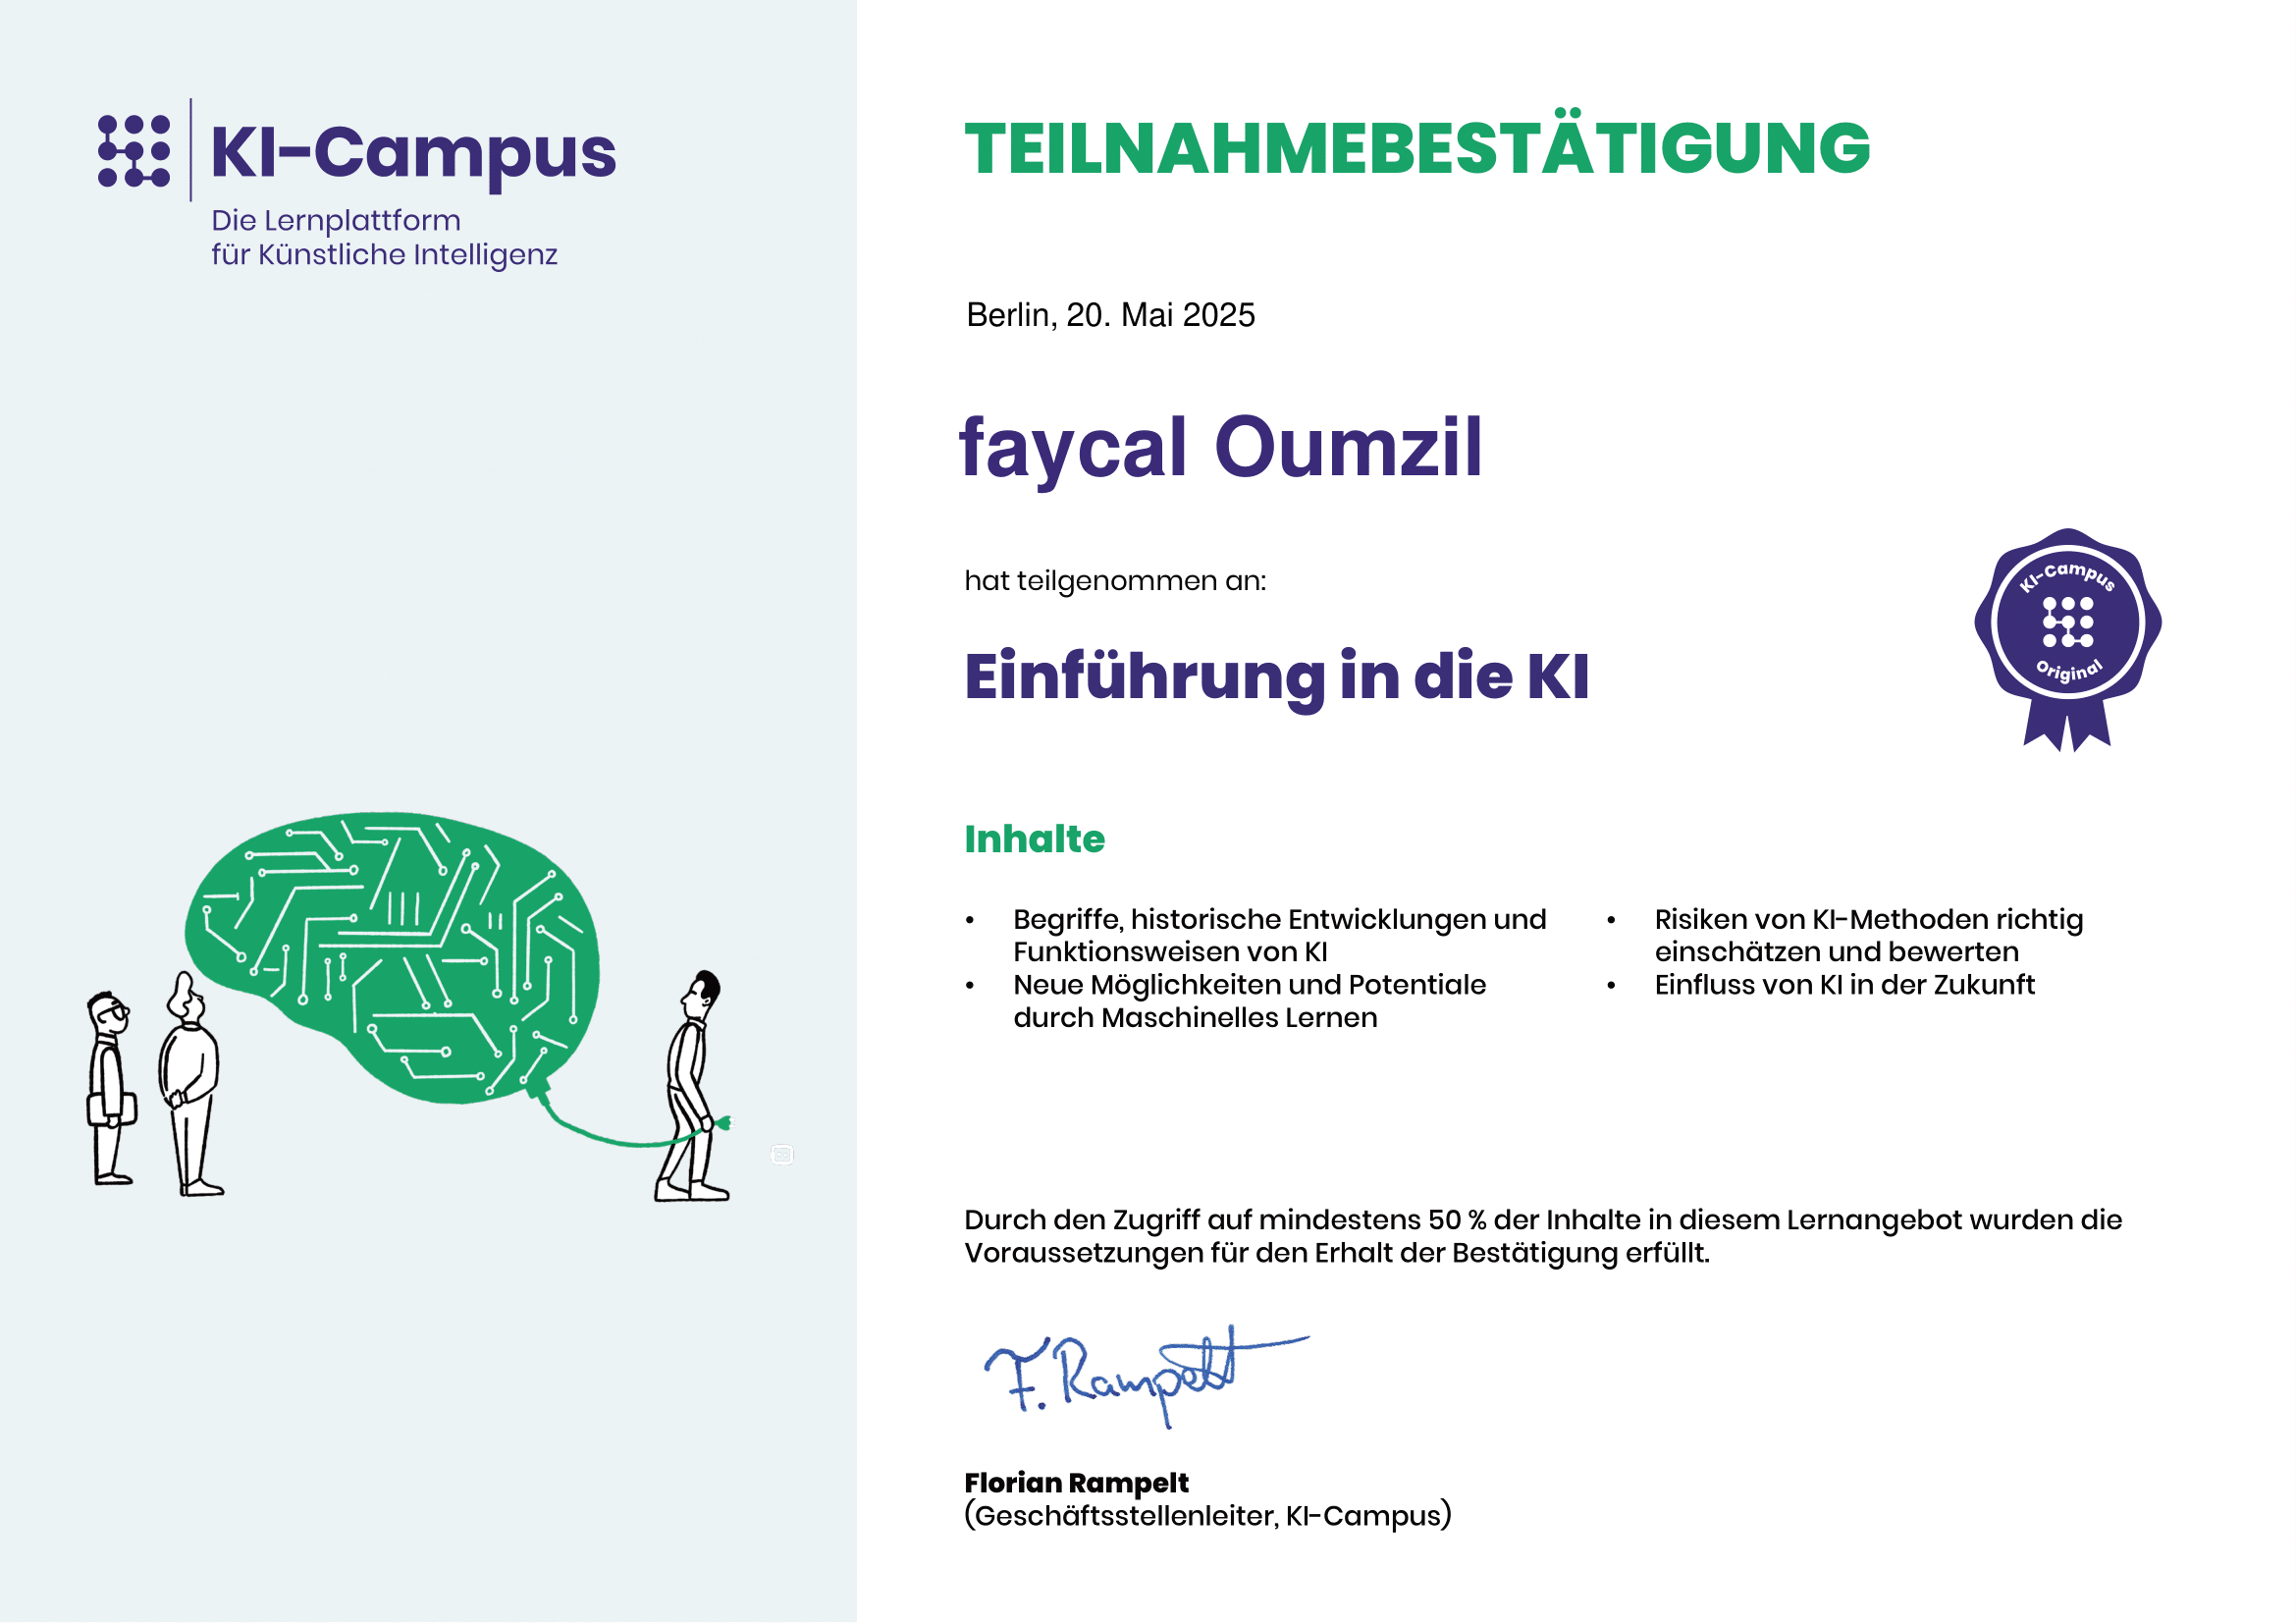 KI-Campus
Die Lernplattform
für Künstliche Intelligenz
TEILNAHMEBESTÄTIGUNG
Berlin, 20. Mai 2025
faycal Oumzil
hat teilgenommen an:
Einführung in die KI
KI-Campus
Original
Inhalte
• Begriffe, historische Entwicklungen und
Funktionsweisen von KI
• Neue Möglichkeiten und Potentiale
durch Maschinelles Lernen
• Risiken von KI-Methoden richtig
einschätzen und bewerten
• Einfluss von KI in der Zukunft
Durch den Zugriff auf mindestens 50 % der Inhalte in diesem Lernangebot wurden die
Voraussetzungen für den Erhalt der Bestätigung erfüllt.
F. Rampelt
Florian Rampelt
(Geschäftsstellenleiter, KI-Campus)